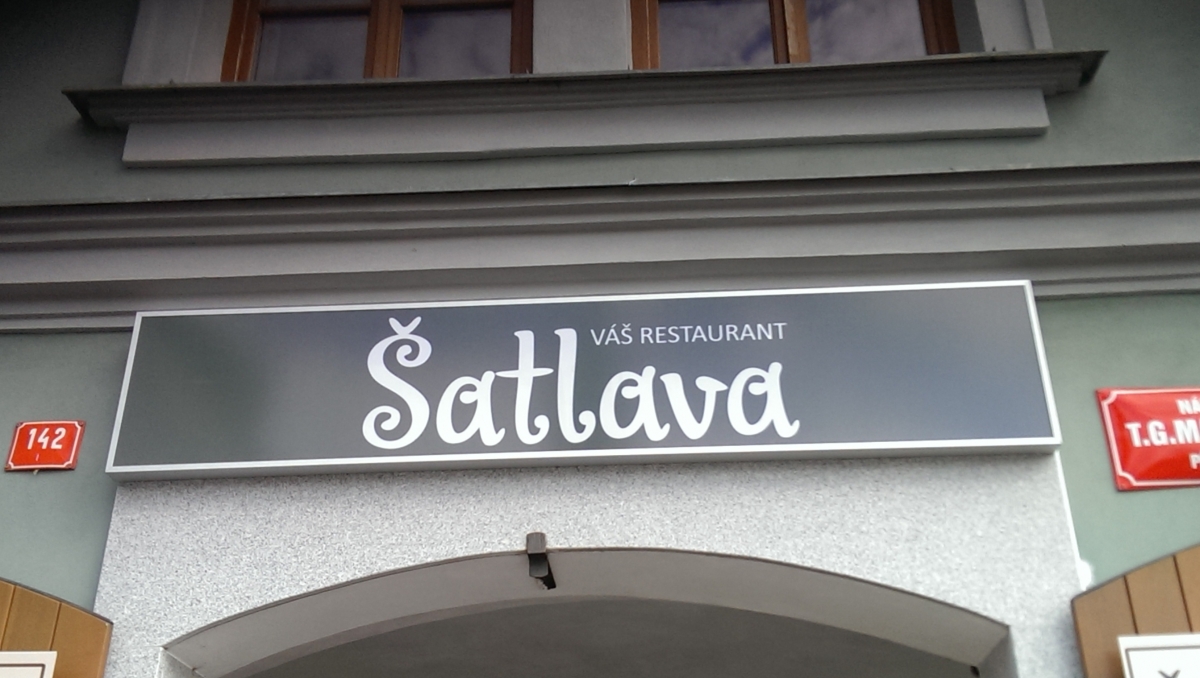 VÁŠ RESTAURANT
Šatlava
142
T.G.M